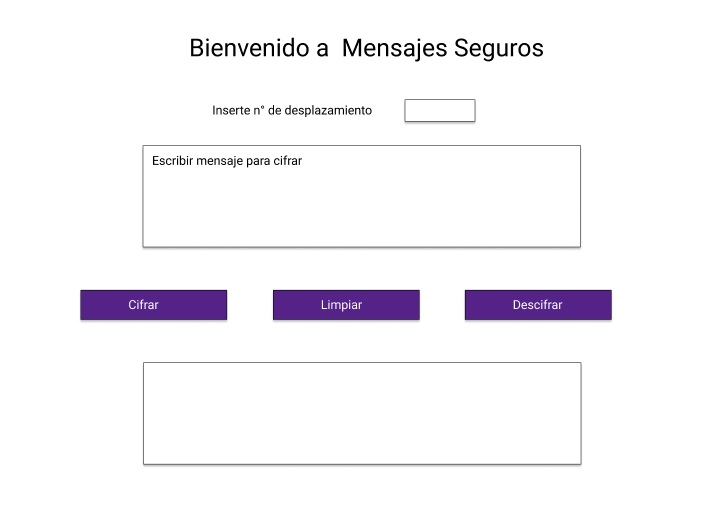 Bienvenido a  Mensajes Seguros
Inserte n° de desplazamiento
Escribir mensaje para cifrar
Cifrar
Limpiar
Descifrar